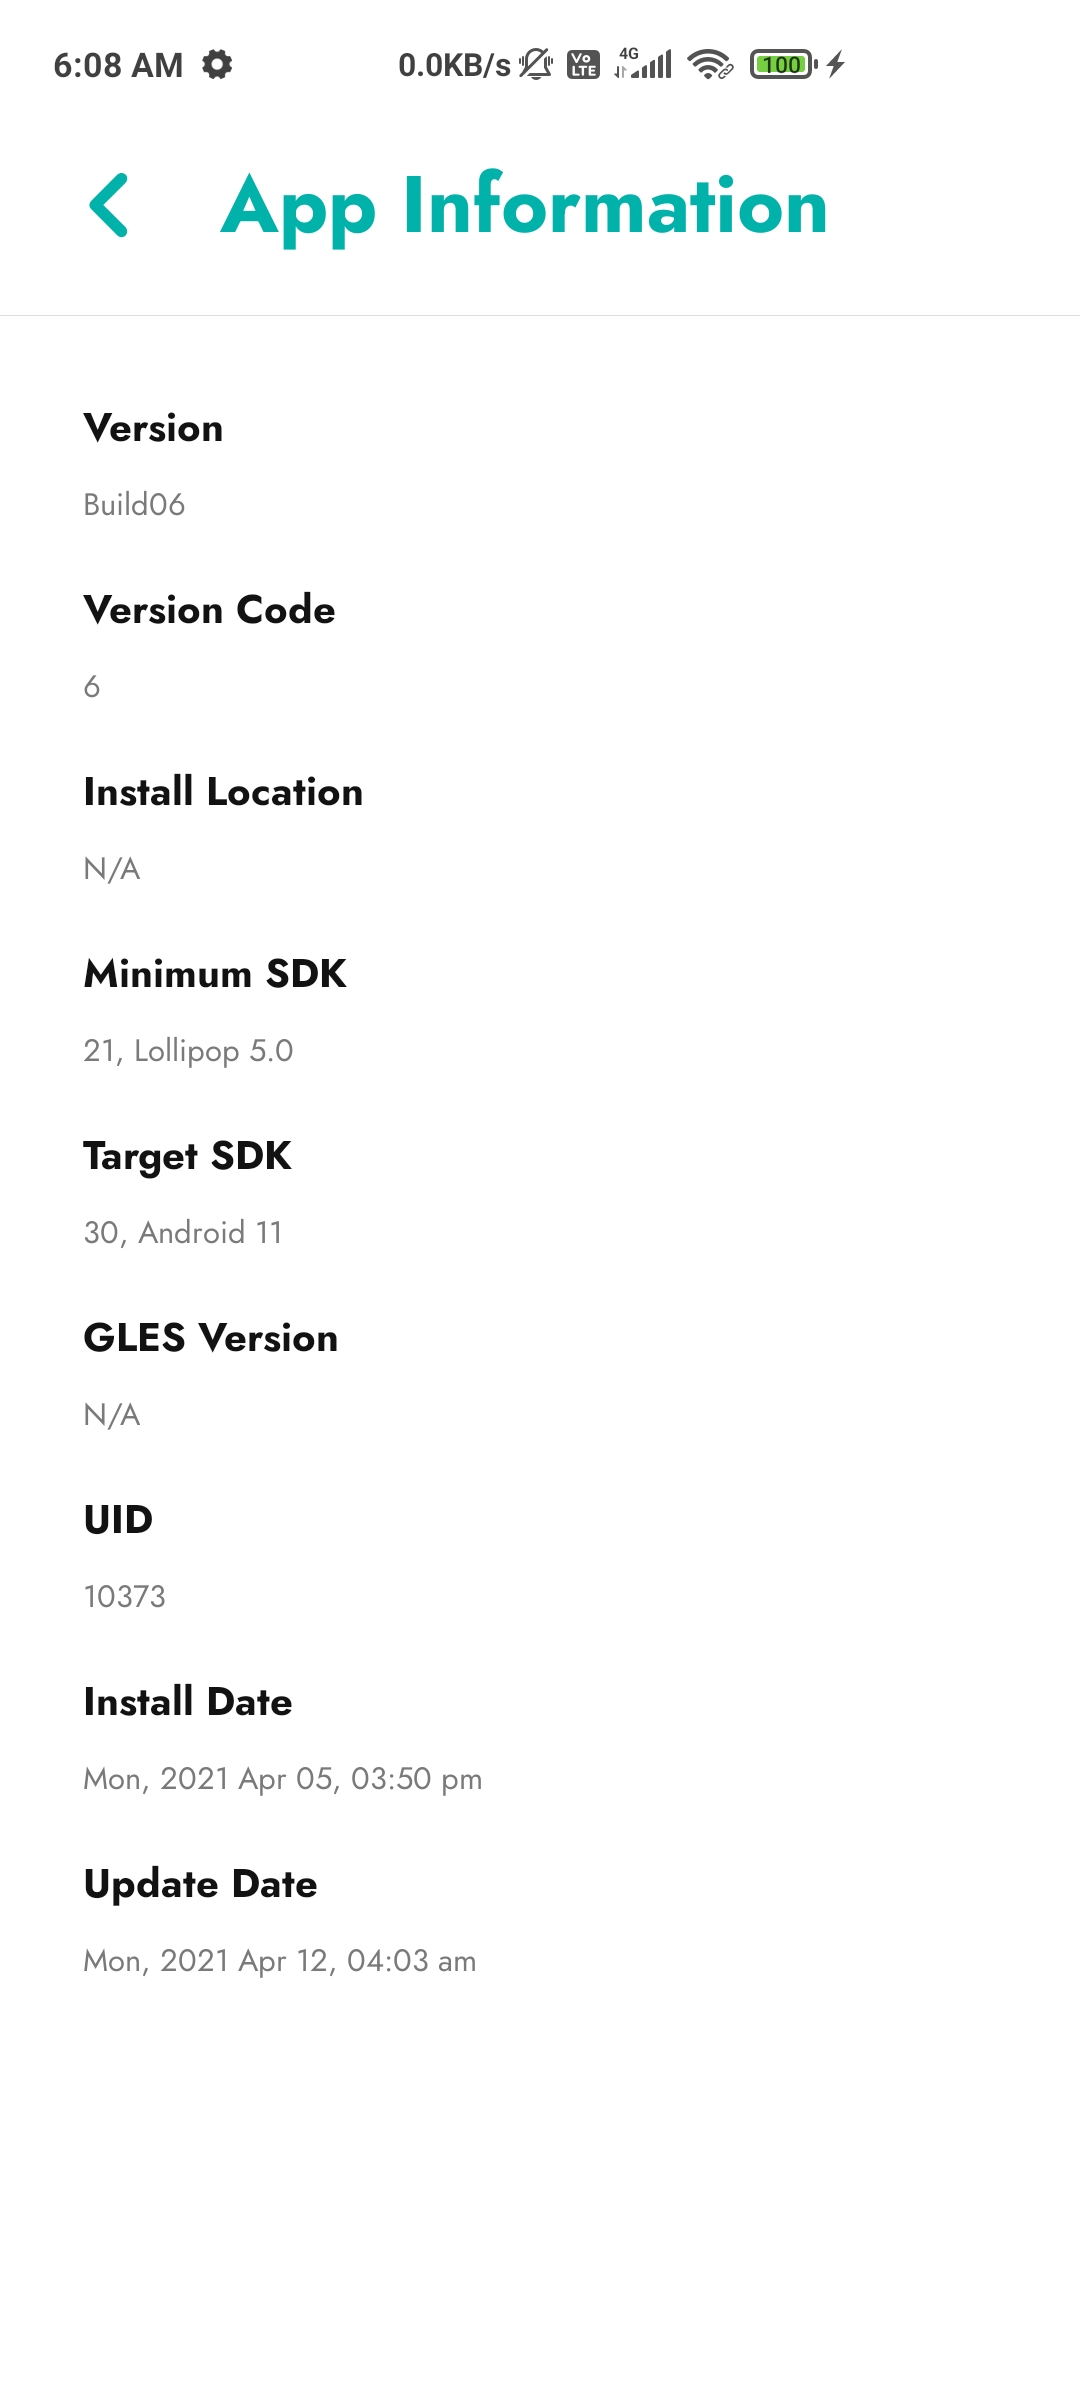 6:08 AM 0.0KB/s Vo LTE 4G 100
App Information
Version
Build06
Version Code
6
Install Location
N/A
Minimum SDK
21, Lollipop 5.0
Target SDK
30, Android 11
GLES Version
N/A
UID
10373
Install Date
Mon, 2021 Apr 05, 03:50 pm
Update Date
Mon, 2021 Apr 12, 04:03 am